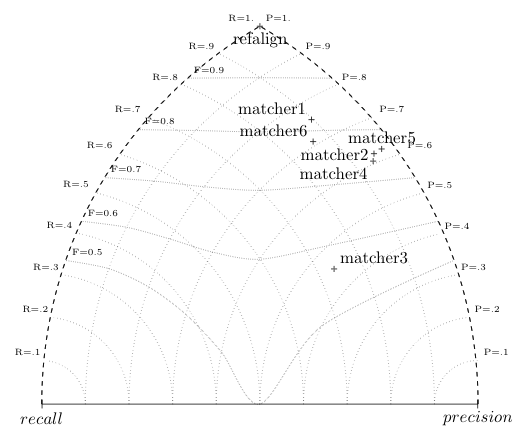 R=1. P=1.
refalign
R=.9 P=.9
F=0.9
R=.8 P=.8
matcher1
R=.7 P=.7
F=0.8
matcher6
matcher5
R=.6 P=.6
matcher2
F=0.7
matcher4
R=.5 P=.5
F=0.6
R=.4 P=.4
F=0.5
matcher3
R=.3 P=.3
R=.2 P=.2
R=.1 P=.1
recall precision